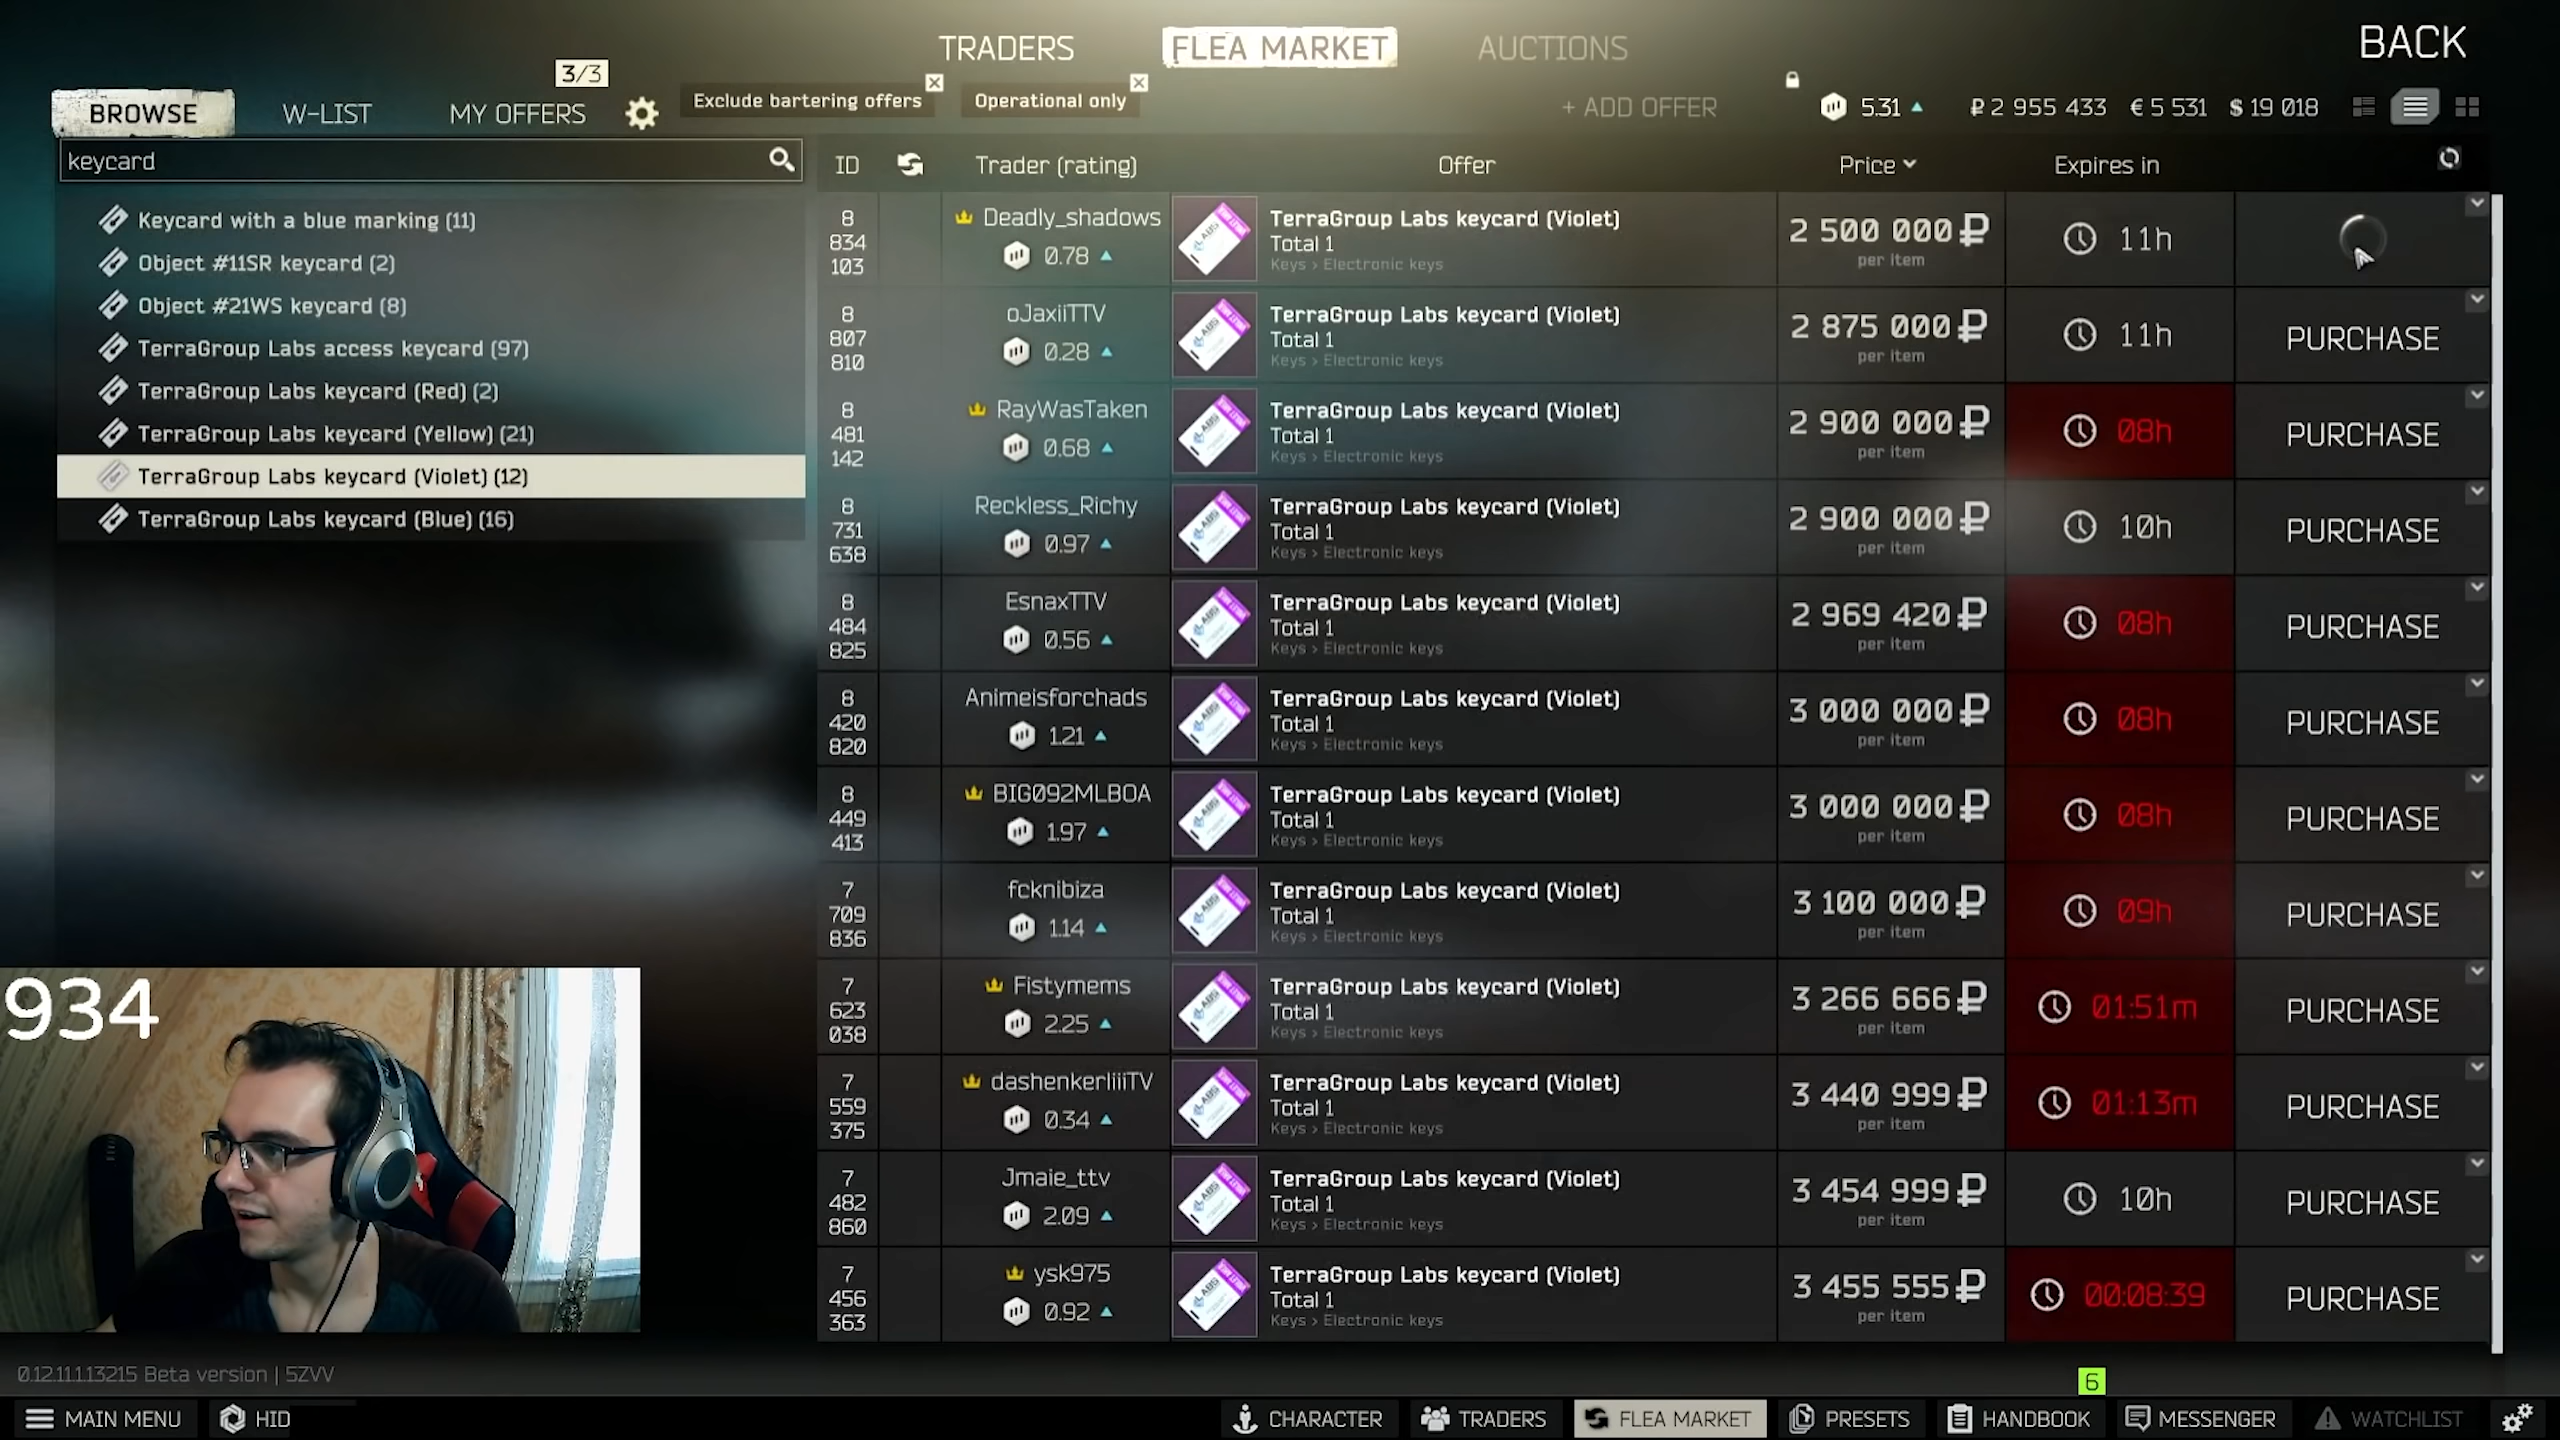 TRADERS
FLEA MARKET
AUCTIONS
BACK
3/3
BROWSE
W-LIST
MY OFFERS
Exclude bartering offers
Operational only
+ ADD OFFER
5.31
₽ 2 955 433
€ 5 531
$ 19 018
keycard
Keycard with a blue marking (11)
Object #11SR keycard (2)
Object #21WS keycard (8)
TerraGroup Labs access keycard (97)
TerraGroup Labs keycard (Red) (2)
TerraGroup Labs keycard (Yellow) (21)
TerraGroup Labs keycard (Violet) (12)
TerraGroup Labs keycard (Blue) (16)
ID
Trader (rating)
Offer
Price
Expires in
8
834
103
Deadly_shadows
0.78
TerraGroup Labs keycard (Violet)
Total 1
Keys › Electronic keys
2 500 000 ₽
per item
11h
8
807
810
oJaxiiTTV
0.28
TerraGroup Labs keycard (Violet)
Total 1
Keys › Electronic keys
2 875 000 ₽
per item
11h
PURCHASE
8
481
142
RayWasTaken
0.68
TerraGroup Labs keycard (Violet)
Total 1
Keys › Electronic keys
2 900 000 ₽
per item
08h
PURCHASE
8
731
638
Reckless_Richy
0.97
TerraGroup Labs keycard (Violet)
Total 1
Keys › Electronic keys
2 900 000 ₽
per item
10h
PURCHASE
8
484
825
EsnaxTTV
0.56
TerraGroup Labs keycard (Violet)
Total 1
Keys › Electronic keys
2 969 420 ₽
per item
08h
PURCHASE
8
420
820
Animeisforchads
1.21
TerraGroup Labs keycard (Violet)
Total 1
Keys › Electronic keys
3 000 000 ₽
per item
08h
PURCHASE
8
449
413
BIG092MLBOA
1.97
TerraGroup Labs keycard (Violet)
Total 1
Keys › Electronic keys
3 000 000 ₽
per item
08h
PURCHASE
7
709
836
fcknibiza
1.14
TerraGroup Labs keycard (Violet)
Total 1
Keys › Electronic keys
3 100 000 ₽
per item
09h
PURCHASE
7
623
038
Fistymems
2.25
TerraGroup Labs keycard (Violet)
Total 1
Keys › Electronic keys
3 266 666 ₽
per item
01:51m
PURCHASE
7
559
375
dashenkerliiiTV
0.34
TerraGroup Labs keycard (Violet)
Total 1
Keys › Electronic keys
3 440 999 ₽
per item
01:13m
PURCHASE
7
482
860
Jmaie_ttv
2.09
TerraGroup Labs keycard (Violet)
Total 1
Keys › Electronic keys
3 454 999 ₽
per item
10h
PURCHASE
7
456
363
ysk975
0.92
TerraGroup Labs keycard (Violet)
Total 1
Keys › Electronic keys
3 455 555 ₽
per item
00:08:39
PURCHASE
934
0.12.11.1.13215 Beta version | 5ZVV
6
MAIN MENU
HID
CHARACTER
TRADERS
FLEA MARKET
PRESETS
HANDBOOK
MESSENGER
WATCHLIST